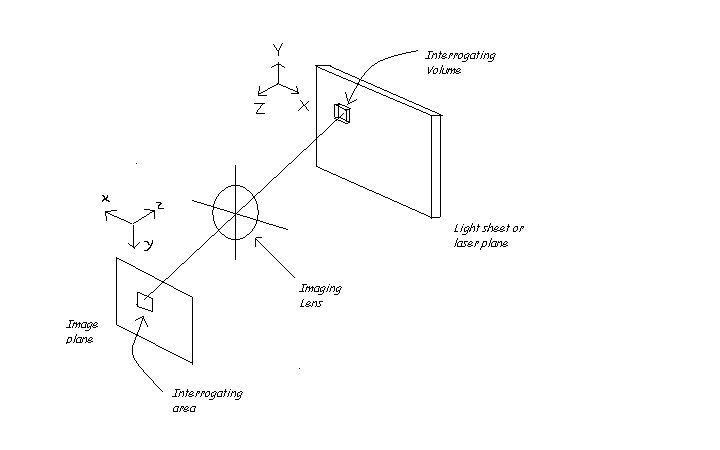 Y
Interrogating
Volume
Z
X
x
z
y
Light sheet or
laser plane
Imaging
Lens
Image
plane
Interrogating
area